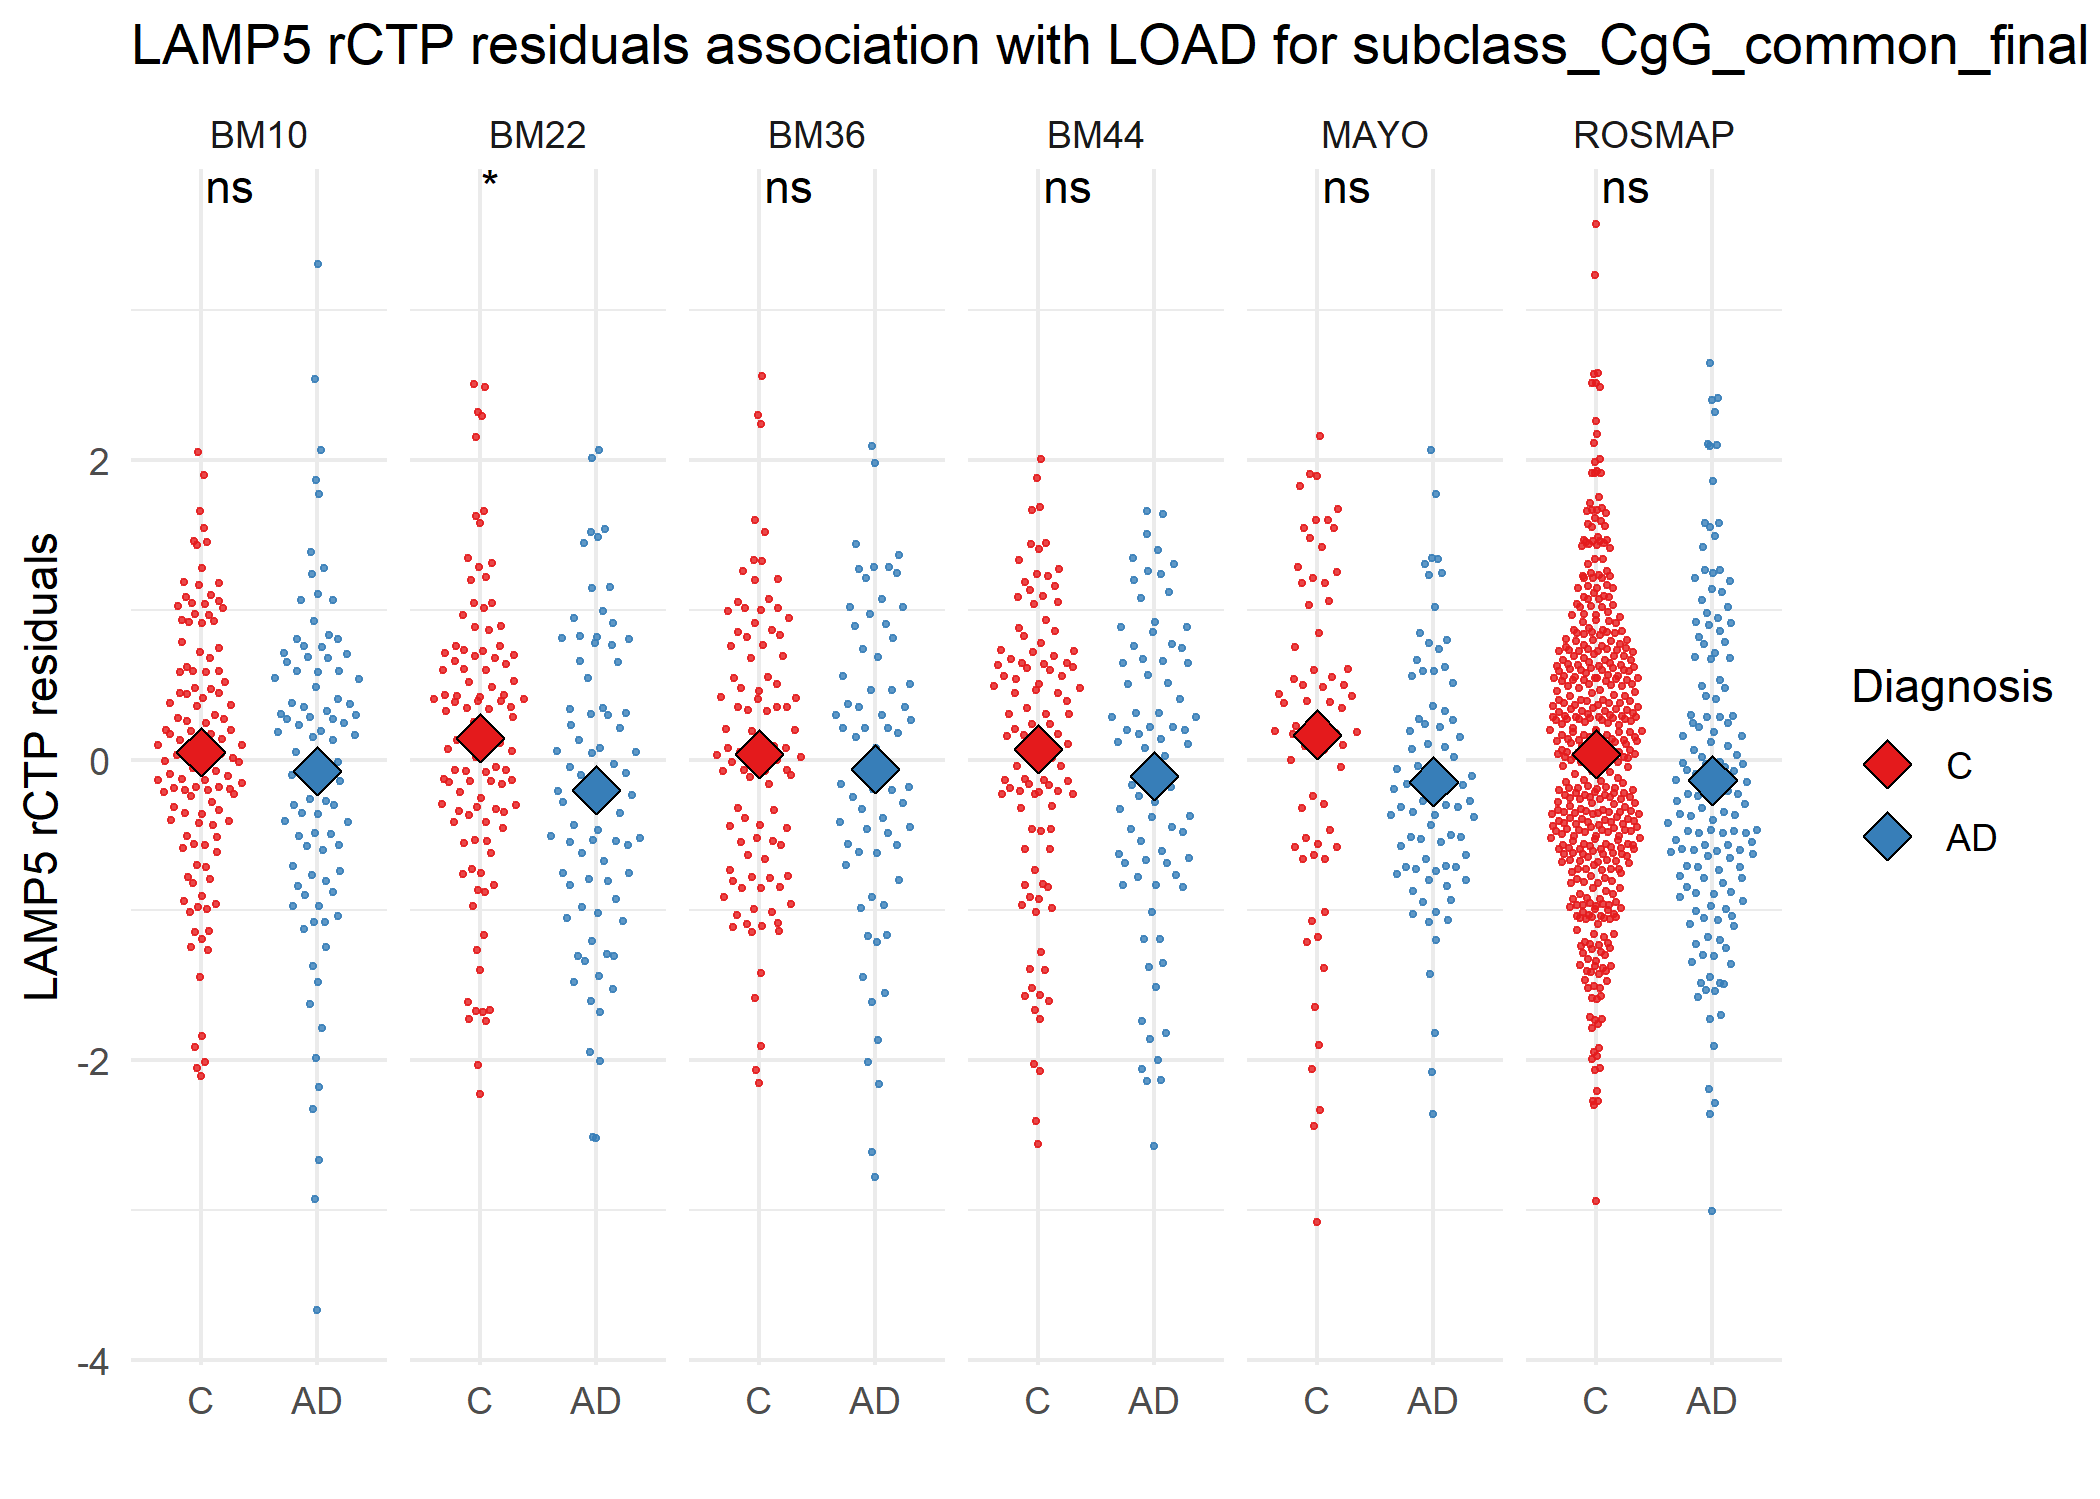 LAMP5 rCTP residuals association with LOAD for subclass_CgG_common_final
BM10 BM22 BM36 BM44 MAYO ROSMAP
ns * ns ns ns ns
2
0
-2
-4
LAMP5 rCTP residuals
C AD C AD C AD C AD C AD C AD
Diagnosis
C
AD